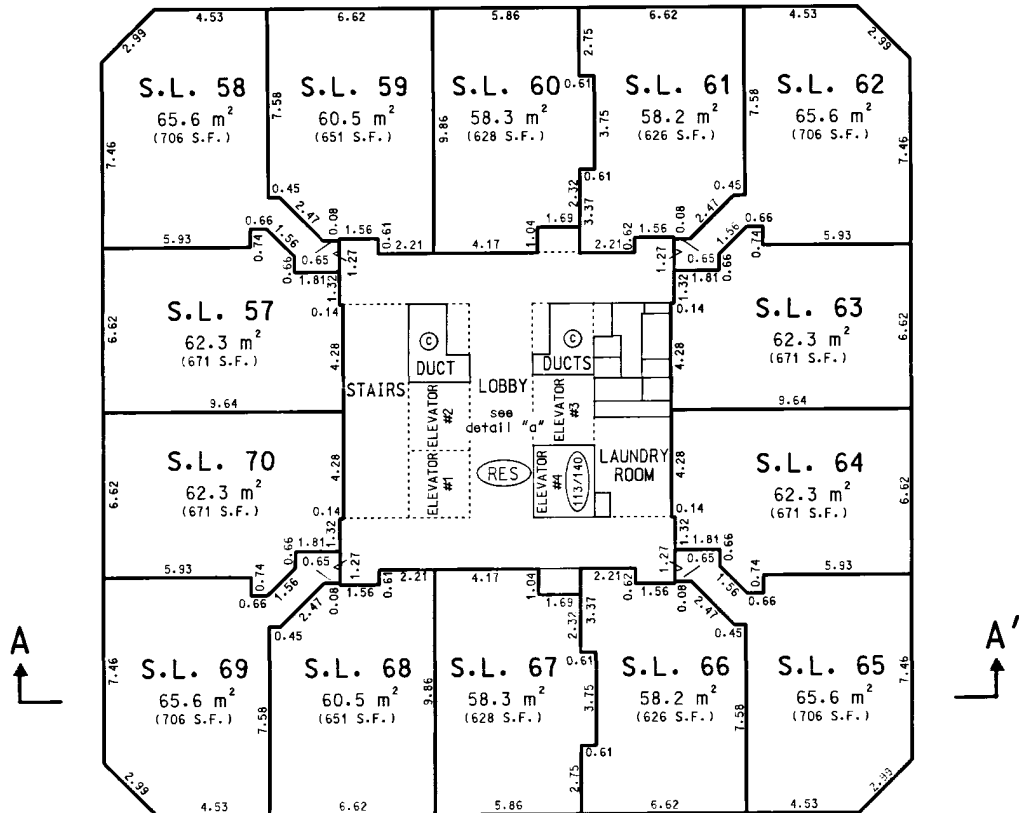 4.53 6.62 5.86 6.62 4.53
2.99 2.75 2.99
S.L. 58 S.L. 59 S.L. 60 0.61 S.L. 61 S.L. 62
65.6 m² 60.5 m² 58.3 m² 58.2 m² 65.6 m²
(706 S.F.) (651 S.F.) (628 S.F.) (626 S.F.) (706 S.F.)
7.46 7.58 9.86 3.75 7.58 7.46
0.61
0.45 2.32 0.45
2.47 0.08 3.37 0.08 2.47
0.66 1.56 1.69 1.56 0.66
0.74 1.56 0.61 1.04 0.62 1.56 0.74
5.93 2.21 4.17 2.21 5.93
0.66 0.65 1.27 1.27 0.65 0.66
1.81 1.81
1.32 1.32
0.14 0.14
S.L. 57 S.L. 63
62.3 m² 62.3 m²
(671 S.F.) (671 S.F.)
6.62 4.28 4.28 6.62
C C
DUCT DUCTS
STAIRS LOBBY
ELEVATOR #2 see ELEVATOR #3
detail "a"
9.64 9.64
S.L. 70 S.L. 64
62.3 m² 62.3 m²
(671 S.F.) (671 S.F.)
6.62 4.28 4.28 6.62
ELEVATOR #1 RES ELEVATOR #4 113/140 LAUNDRY
ROOM
0.14 0.14
1.32 1.32
1.81 1.81
0.66 0.65 1.27 1.27 0.65 0.66
5.93 2.21 4.17 2.21 5.93
0.74 1.56 0.61 1.04 0.62 1.56 0.74
0.66 1.56 1.69 1.56 0.66
2.47 0.08 3.37 0.08 2.47
0.45 2.32 0.45
0.61
A A'
S.L. 69 S.L. 68 S.L. 67 S.L. 66 S.L. 65
65.6 m² 60.5 m² 58.3 m² 58.2 m² 65.6 m²
(706 S.F.) (651 S.F.) (628 S.F.) (626 S.F.) (706 S.F.)
7.46 7.58 9.86 3.75 7.58 7.46
0.61
2.99 2.75 2.99
4.53 6.62 5.86 6.62 4.53